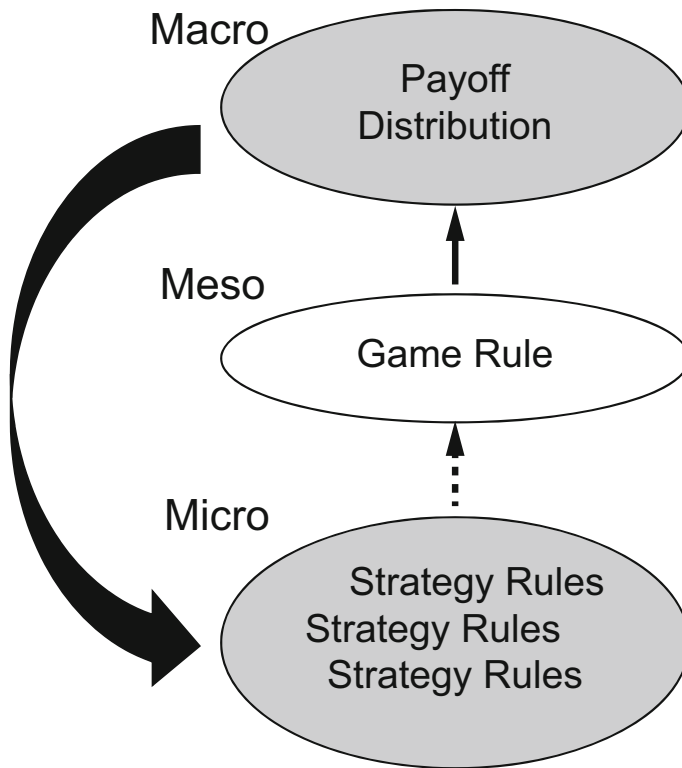 Macro
Payoff
Distribution
Meso
Game Rule
Micro
Strategy Rules
Strategy Rules
Strategy Rules